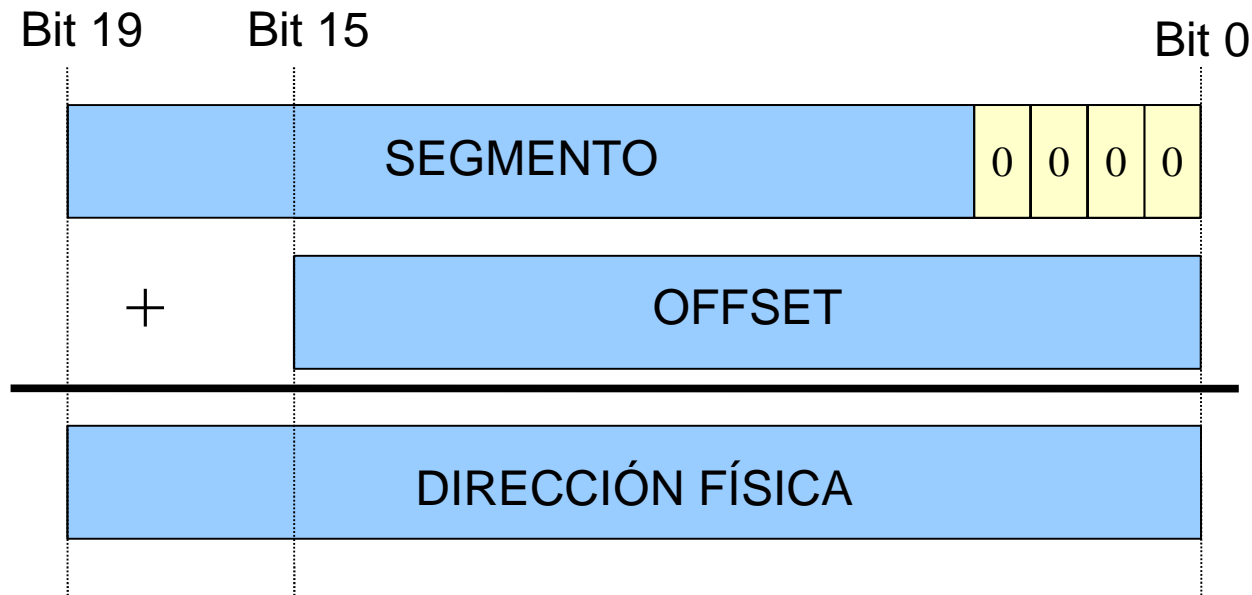 Bit 19 Bit 15 Bit 0
SEGMENTO 0 0 0 0
+ OFFSET
DIRECCIÓN FÍSICA